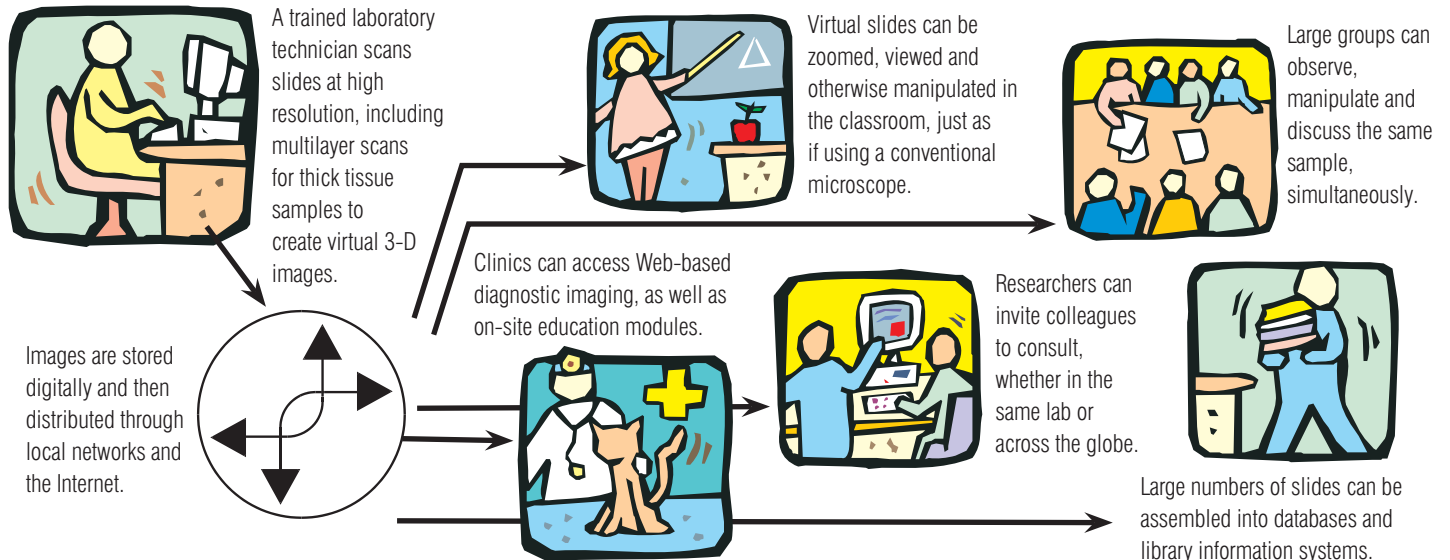 A trained laboratory
technician scans
slides at high
resolution, including
multilayer scans
for thick tissue
samples to
create virtual 3-D
images.
Virtual slides can be
zoomed, viewed and
otherwise manipulated in
the classroom, just as
if using a conventional
microscope.
Large groups can
observe,
manipulate and
discuss the same
sample,
simultaneously.
Images are stored
digitally and then
distributed through
local networks and
the Internet.
Clinics can access Web-based
diagnostic imaging, as well as
on-site education modules.
Researchers can
invite colleagues
to consult,
whether in the
same lab or
across the globe.
Large numbers of slides can be
assembled into databases and
library information systems.